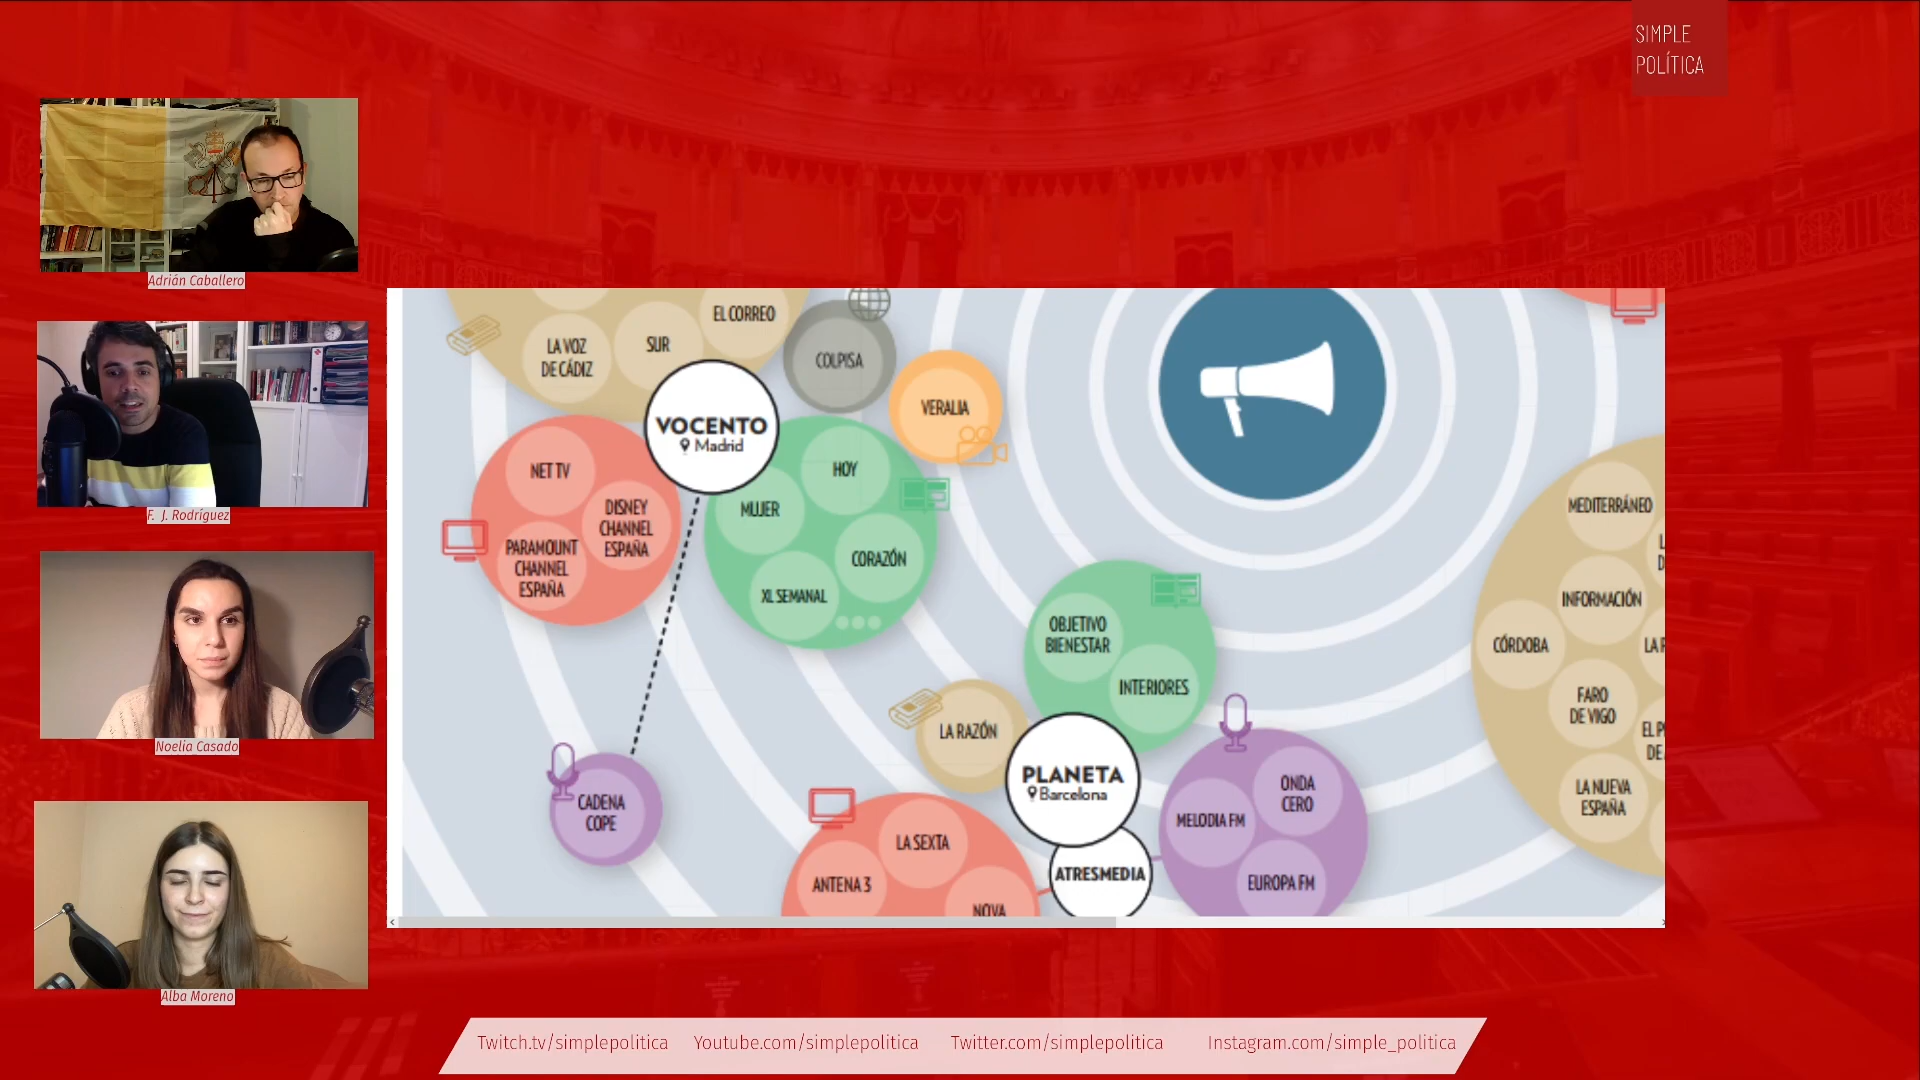 SIMPLE
POLÍTICA
Adrián Caballero
F. J. Rodríguez
Noelia Casado
Alba Moreno
EL CORREO
LA VOZ
DE CÁDIZ
SUR
COLPISA
VERALIA
VOCENTO
Madrid
NET TV
DISNEY
CHANNEL
ESPAÑA
PARAMOUNT
CHANNEL
ESPAÑA
HOY
MUJER
CORAZÓN
XL SEMANAL
CADENA
COPE
OBJETIVO
BIENESTAR
INTERIORES
LA RAZÓN
PLANETA
Barcelona
ATRESMEDIA
LA SEXTA
ANTENA 3
NOVA
ONDA
CERO
MELODIA FM
EUROPA FM
MEDITERRÁNEO
INFORMACIÓN
CÓRDOBA
FARO
DE VIGO
LA NUEVA
ESPAÑA
Twitch.tv/simplepolitica Youtube.com/simplepolitica Twitter.com/simplepolitica Instagram.com/simple_politica